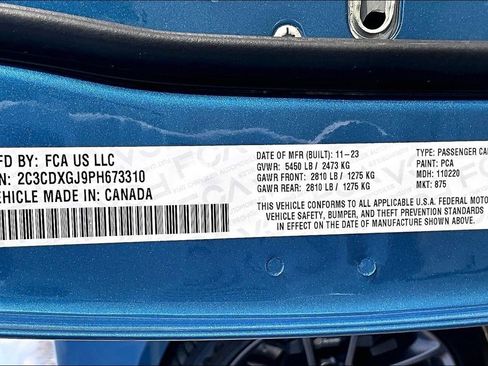 FD BY: FCA US LLC
N: 2C3CDXGJ9PH673310
EHICLE MADE IN: CANADA
DATE OF MFR (BUILT): 11-23
GVWR: 5450 LB / 2473 KG
GAWR FRONT: 2810 LB / 1275 KG
GAWR REAR: 2810 LB / 1275 KG
TYPE: PASSENGER CA
PAINT: PCA
MDH: 110220
MKT: 875
THIS VEHICLE CONFORMS TO ALL APPLICABLE U.S.A. FEDERAL MOTO
VEHICLE SAFETY, BUMPER, AND THEFT PREVENTION STANDARDS
IN EFFECT ON THE DATE OF MANUFACTURE SHOWN ABOVE.